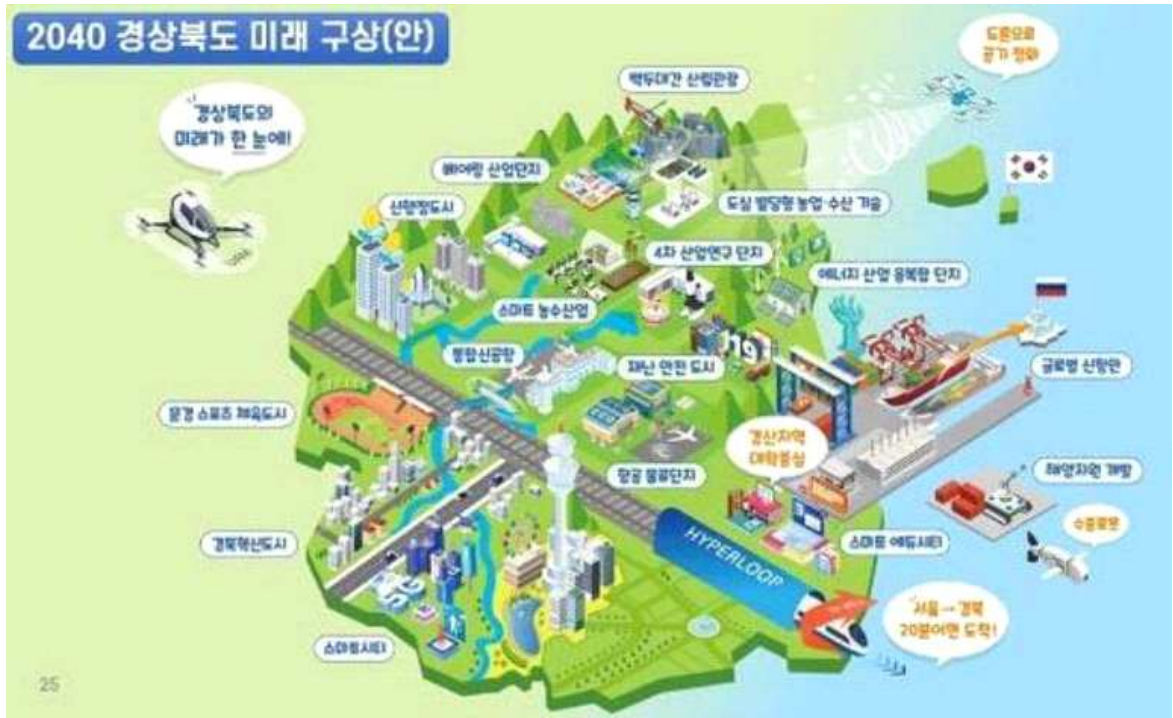 2040 경상북도 미래 구상(안)
드론으로
공기 정화
경상북도의
미래가 한 눈에!
백두대간 산림관광
베어링 산업단지
신행정도시
도심 빌딩형 농업·수산 기술
4차 산업연구 단지
에너지 산업 융복합 단지
스마트 농수산업
통합신공항
재난 안전 도시
119
글로벌 신항만
문경 스포츠 체육도시
경산지역
대학중심
항공 물류단지
해양자원 개발
경북혁신도시
HYPERLOOP
스마트 에듀시티
수중로봇
5G
스마트시티
서울→경북
20분이면 도착!
25